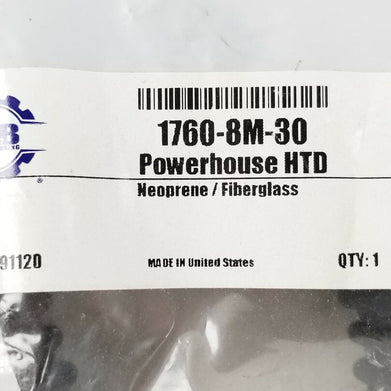 1760-8M-30
Powerhouse HTD
Neoprene / Fiberglass
®
91120
MADE IN United States
QTY: 1